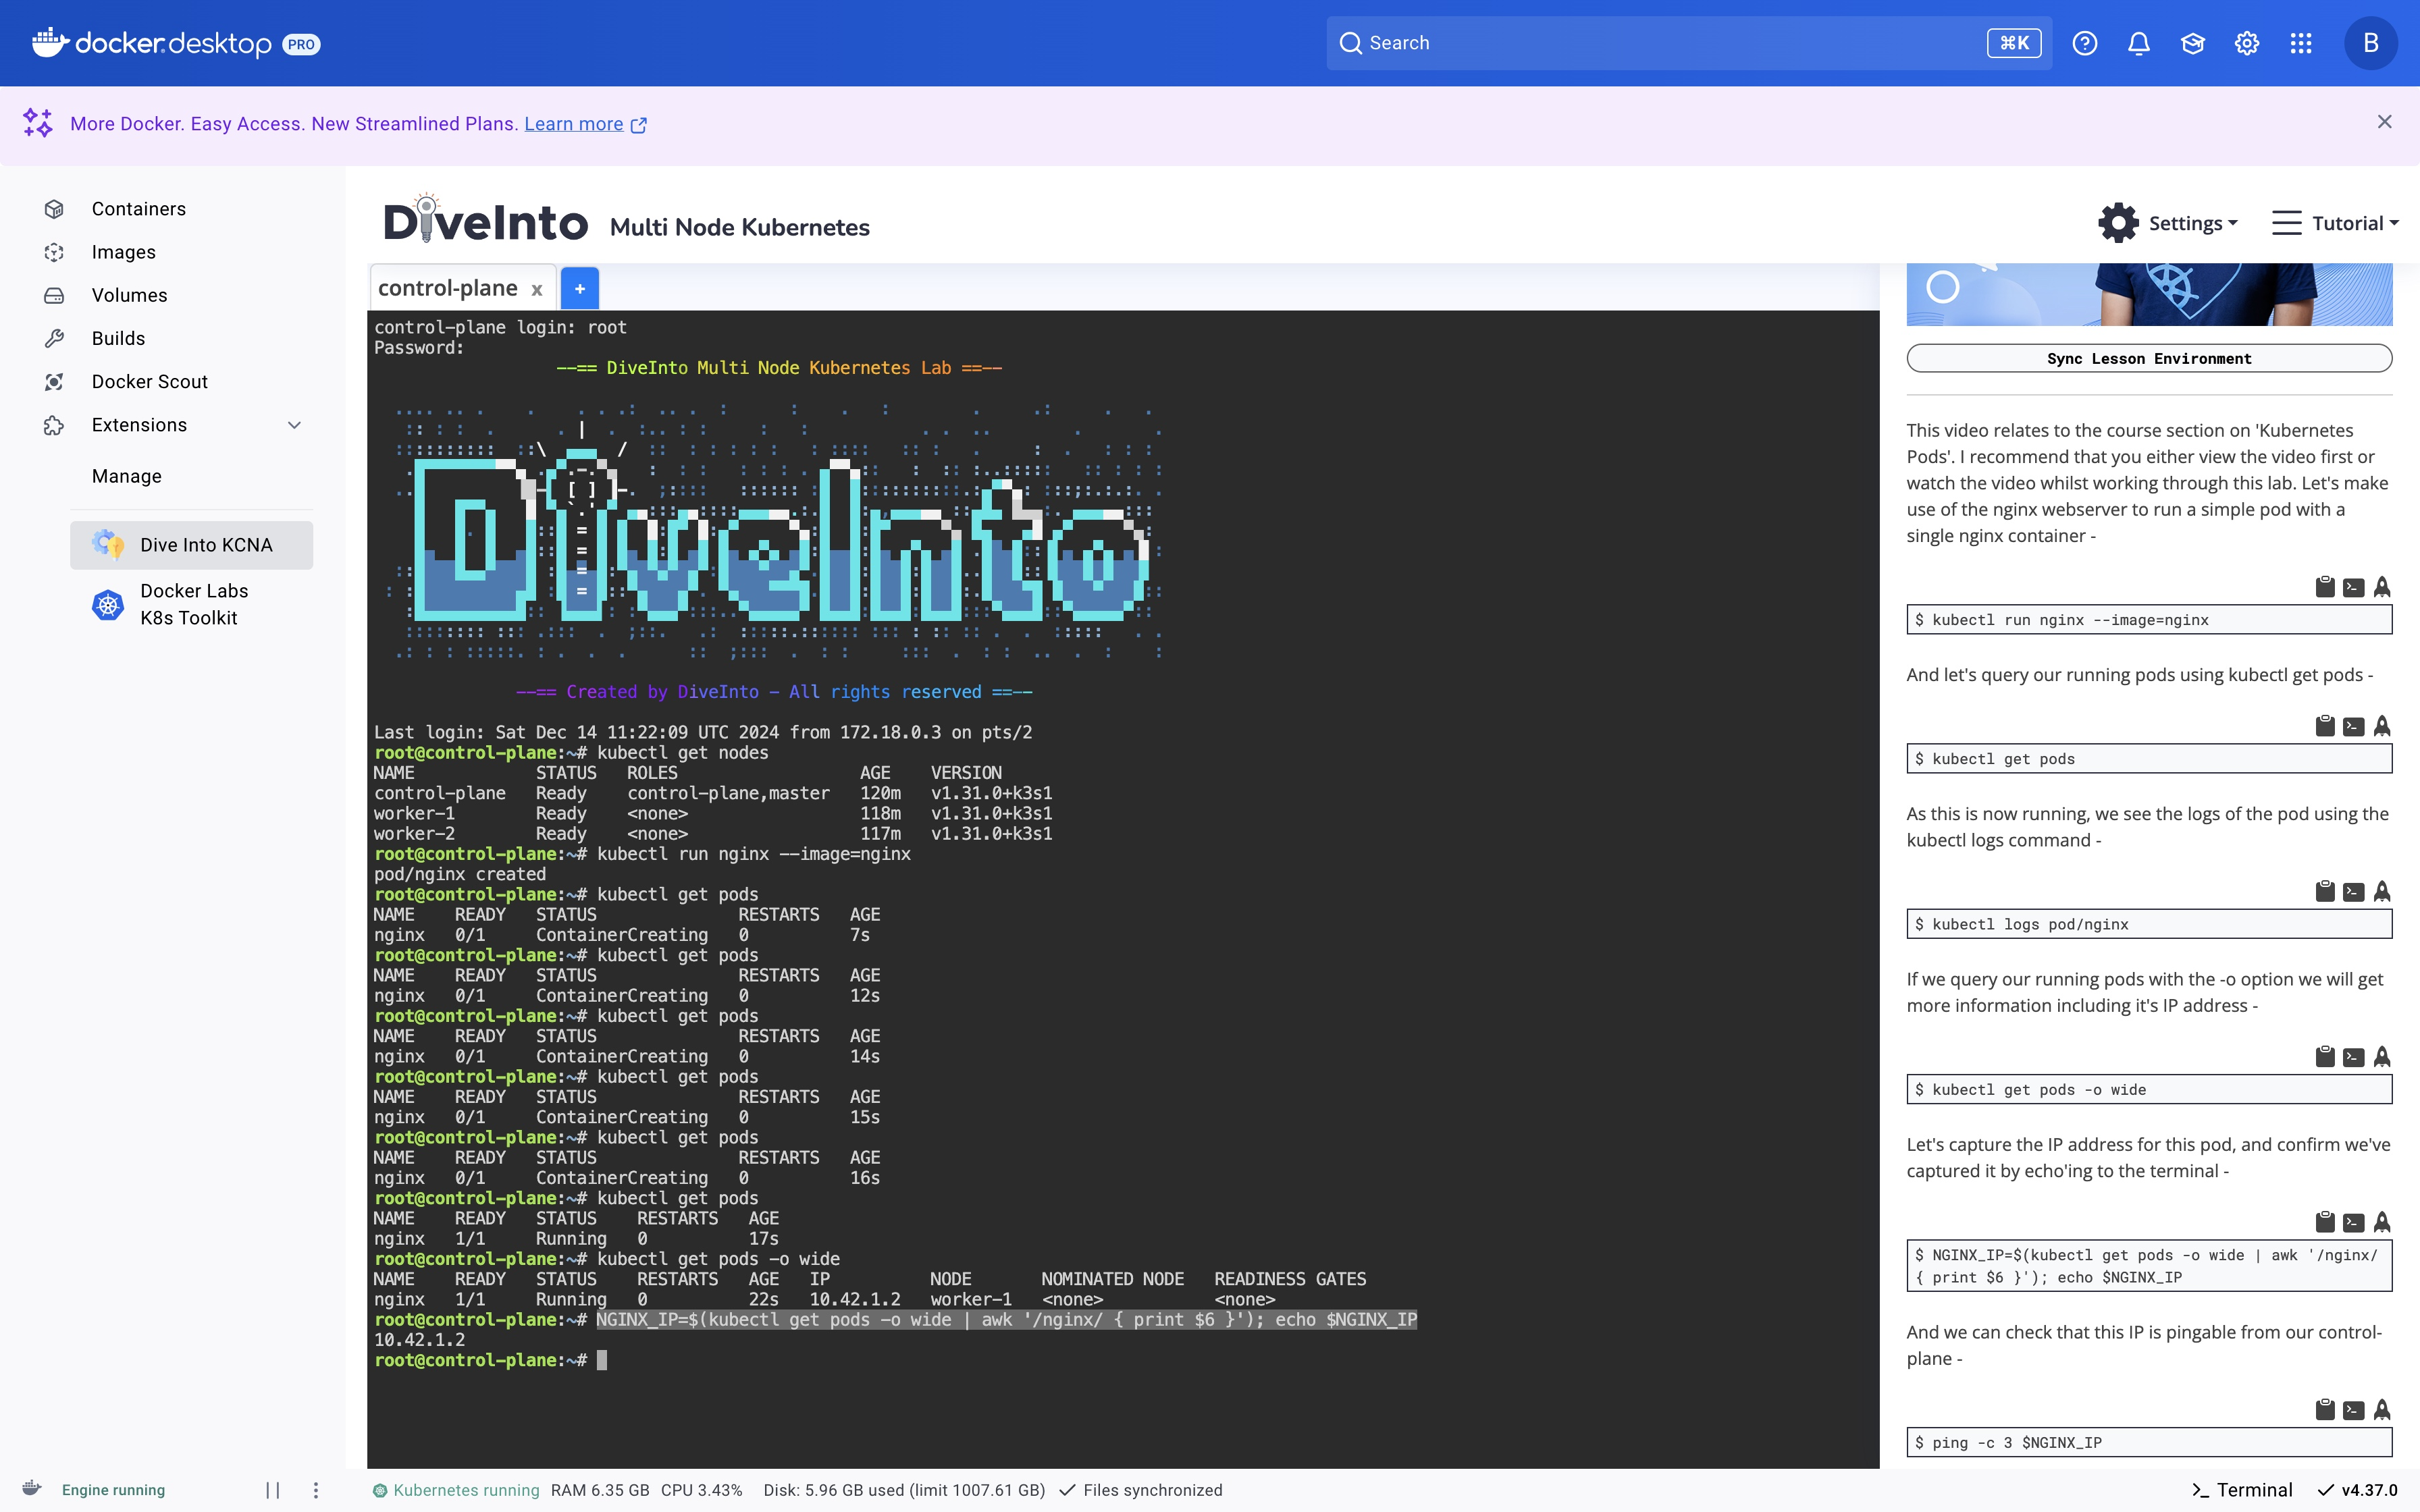 docker.desktop PRO
Search
⌘K
B
More Docker. Easy Access. New Streamlined Plans. Learn more
Containers
Images
Volumes
Builds
Docker Scout
Extensions
Manage
Dive Into KCNA
Docker Labs
K8s Toolkit
DiveInto Multi Node Kubernetes
Settings
Tutorial
control-plane x
+
control-plane login: root
Password:
--== DiveInto Multi Node Kubernetes Lab ==--
DiveInto
--== Created by DiveInto - All rights reserved ==--
Last login: Sat Dec 14 11:22:09 UTC 2024 from 172.18.0.3 on pts/2
root@control-plane:~# kubectl get nodes
NAME STATUS ROLES AGE VERSION
control-plane Ready control-plane,master 120m v1.31.0+k3s1
worker-1 Ready <none> 118m v1.31.0+k3s1
worker-2 Ready <none> 117m v1.31.0+k3s1
root@control-plane:~# kubectl run nginx --image=nginx
pod/nginx created
root@control-plane:~# kubectl get pods
NAME READY STATUS RESTARTS AGE
nginx 0/1 ContainerCreating 0 7s
root@control-plane:~# kubectl get pods
NAME READY STATUS RESTARTS AGE
nginx 0/1 ContainerCreating 0 12s
root@control-plane:~# kubectl get pods
NAME READY STATUS RESTARTS AGE
nginx 0/1 ContainerCreating 0 14s
root@control-plane:~# kubectl get pods
NAME READY STATUS RESTARTS AGE
nginx 0/1 ContainerCreating 0 15s
root@control-plane:~# kubectl get pods
NAME READY STATUS RESTARTS AGE
nginx 0/1 ContainerCreating 0 16s
root@control-plane:~# kubectl get pods
NAME READY STATUS RESTARTS AGE
nginx 1/1 Running 0 17s
root@control-plane:~# kubectl get pods -o wide
NAME READY STATUS RESTARTS AGE IP NODE NOMINATED NODE READINESS GATES
nginx 1/1 Running 0 22s 10.42.1.2 worker-1 <none> <none>
root@control-plane:~# NGINX_IP=$(kubectl get pods -o wide | awk '/nginx/ { print $6 }'); echo $NGINX_IP
10.42.1.2
root@control-plane:~#
Sync Lesson Environment
This video relates to the course section on 'Kubernetes
Pods'. I recommend that you either view the video first or
watch the video whilst working through this lab. Let's make
use of the nginx webserver to run a simple pod with a
single nginx container -
$ kubectl run nginx --image=nginx
And let's query our running pods using kubectl get pods -
$ kubectl get pods
As this is now running, we see the logs of the pod using the
kubectl logs command -
$ kubectl logs pod/nginx
If we query our running pods with the -o option we will get
more information including it's IP address -
$ kubectl get pods -o wide
Let's capture the IP address for this pod, and confirm we've
captured it by echo'ing to the terminal -
$ NGINX_IP=$(kubectl get pods -o wide | awk '/nginx/
{ print $6 }'); echo $NGINX_IP
And we can check that this IP is pingable from our control-
plane -
$ ping -c 3 $NGINX_IP
Engine running
Kubernetes running RAM 6.35 GB CPU 3.43% Disk: 5.96 GB used (limit 1007.61 GB) Files synchronized
Terminal
v4.37.0